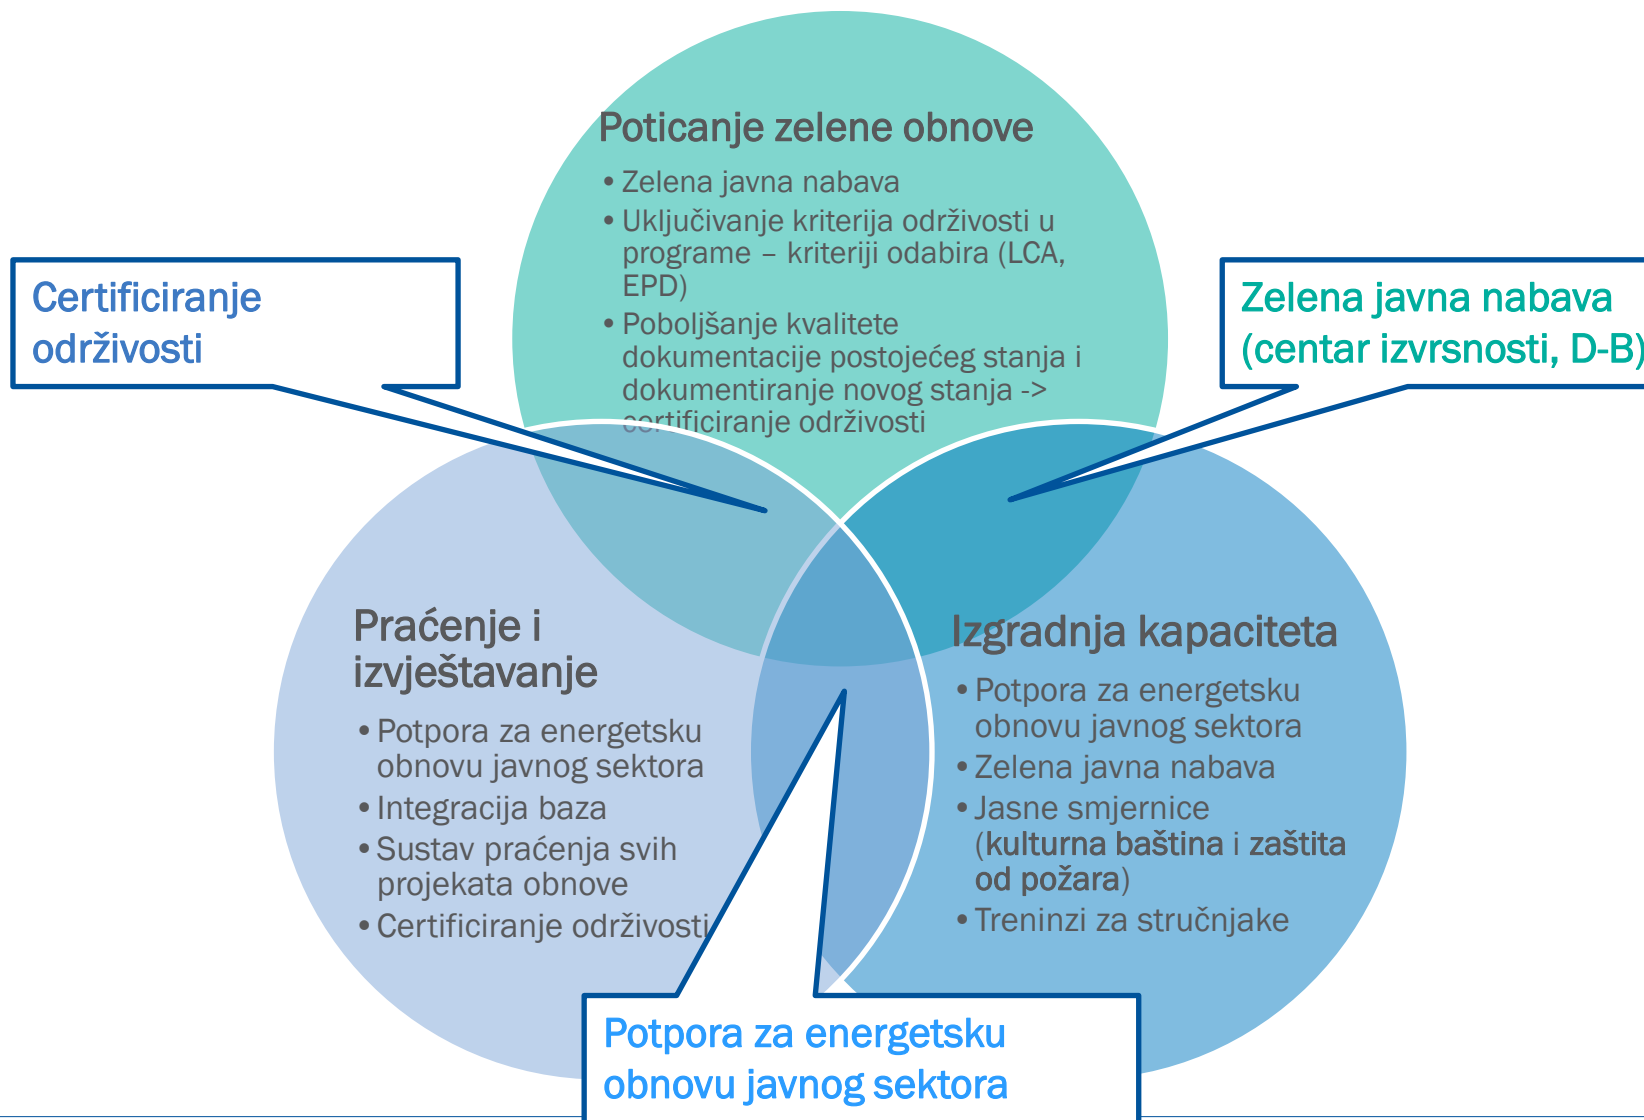 Poticanje zelene obnove
• Zelena javna nabava
• Uključivanje kriterija održivosti u
programe – kriteriji odabira (LCA,
EPD)
• Poboljšanje kvalitete
dokumentacije postojećeg stanja i
dokumentiranje novog stanja ->
certificiranje održivosti
Certificiranje
održivosti
Zelena javna nabava
(centar izvrsnosti, D-B)
Praćenje i
izvještavanje
• Potpora za energetsku
obnovu javnog sektora
• Integracija baza
• Sustav praćenja svih
projekata obnove
• Certificiranje održivosti
Izgradnja kapaciteta
• Potpora za energetsku
obnovu javnog sektora
• Zelena javna nabava
• Jasne smjernice
(kulturna baština i zaštita
od požara)
• Treninzi za stručnjake
Potpora za energetsku
obnovu javnog sektora